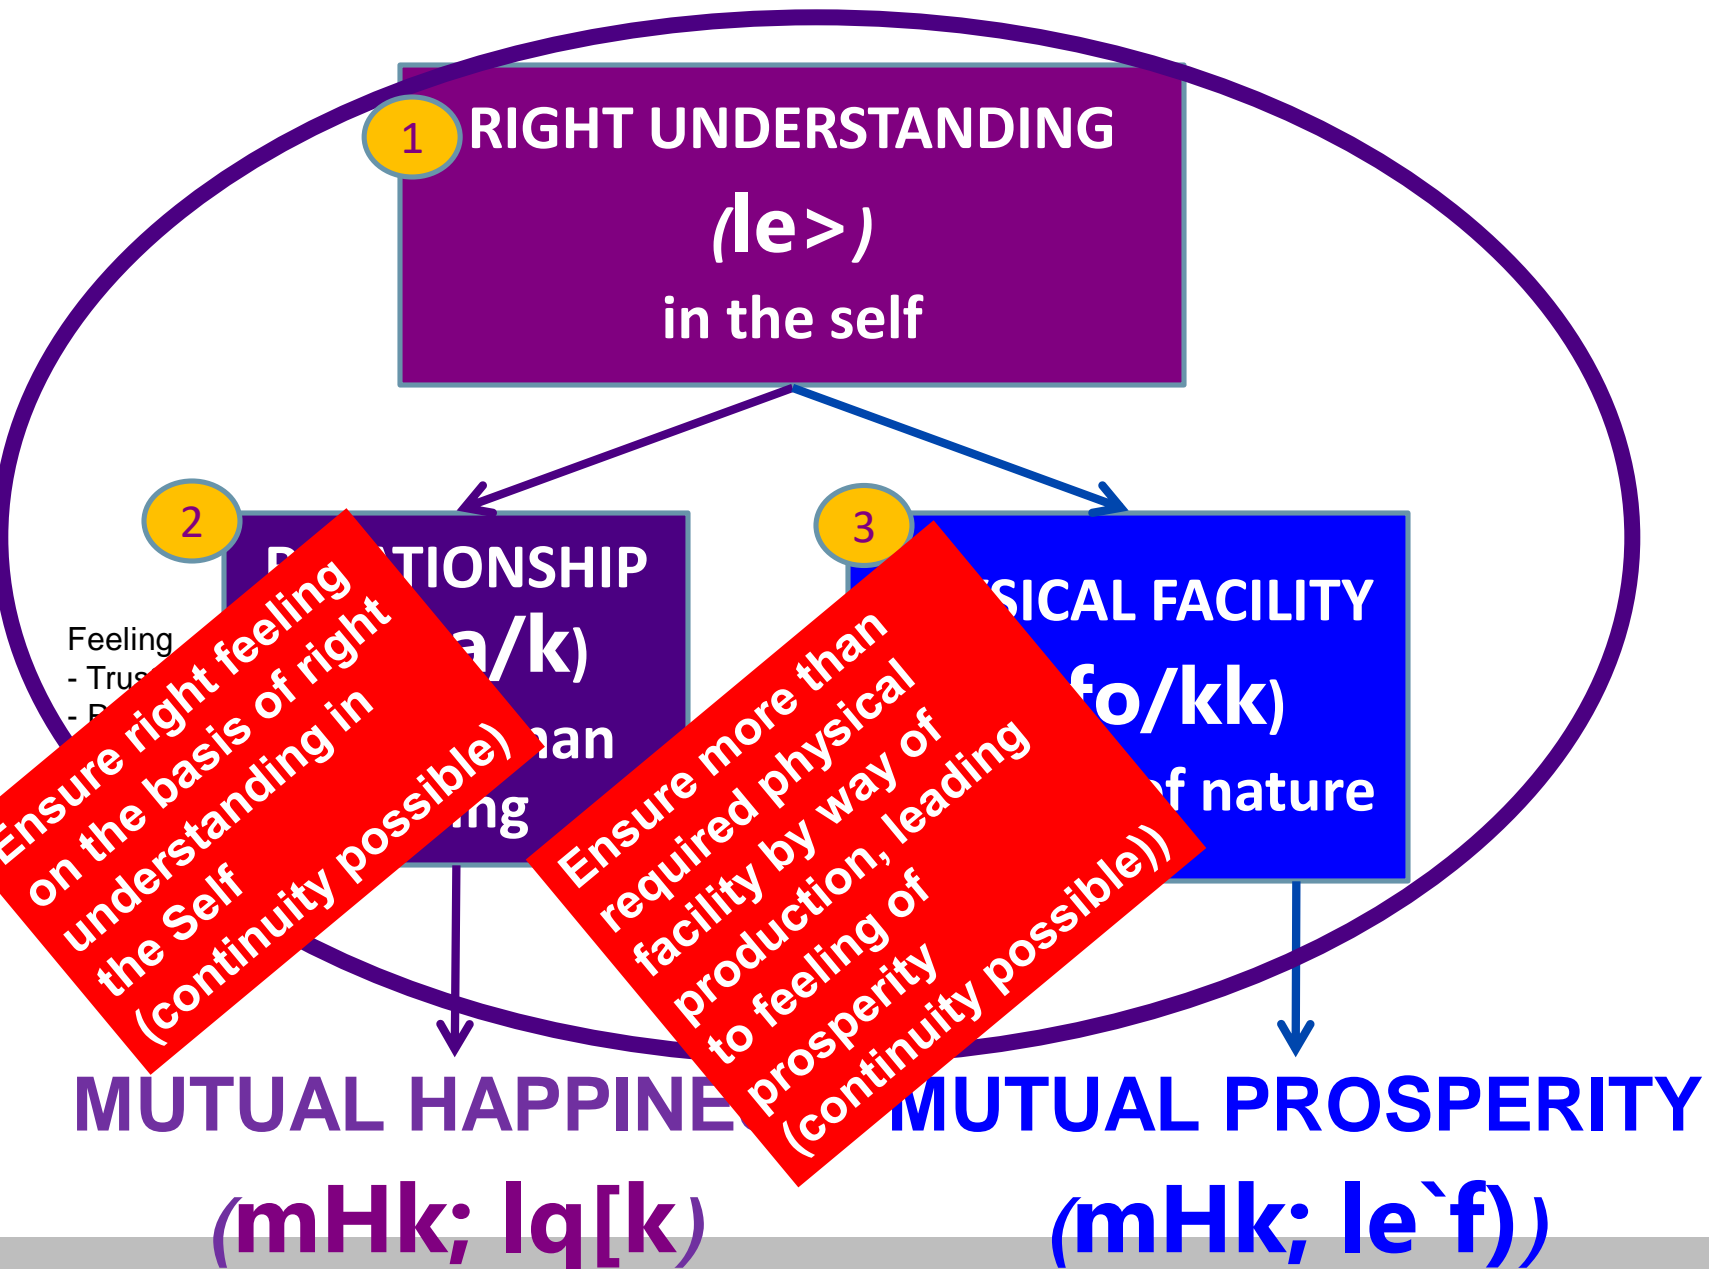 1
RIGHT UNDERSTANDING
(le>)
in the self
2
3
TIONSHIP
a/k)
ng
SICAL FACILITY
fo/kk)
of nature
Feeling
-
-
Ensure right feeling
on the basis of right
understanding in
the Self
(continuity possible)
Ensure more than
required physical
facility by way of
production, leading
to feeling of
prosperity
(continuity possible))
MUTUAL HAPPINE
(mHk; lq[k)
MUTUAL PROSPERITY
(mHk; le`f))